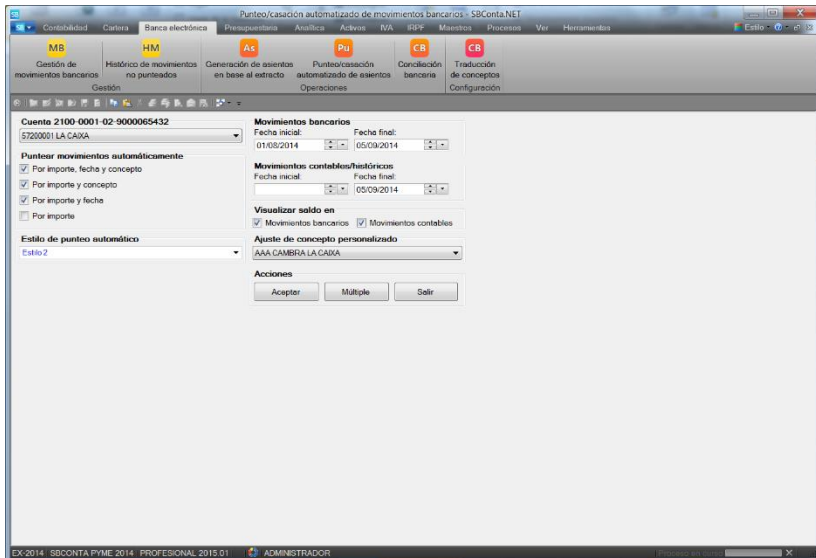 Punteo/casación automatizado de movimientos bancarios - SBConta.NET
Contabilidad Cartera Banca electrónica Presupuestaria Analítica Activos IVA IRPF Maestros Procesos Ver Herramientas Estilo
MB HM As Pu CB CB
Gestión de movimientos bancarios
Histórico de movimientos no punteados
Generación de asientos en base al extracto
Punteo/casación automatizado de asientos
Conciliación bancaria
Traducción de conceptos
Gestión Operaciones Configuración
Cuenta 2100-0001-02-9000065432
57200001 LA CAIXA
Puntear movimientos automáticamente
Por importe, fecha y concepto
Por importe y concepto
Por importe y fecha
Por importe
Estilo de punteo automático
Estilo 2
Movimientos bancarios
Fecha inicial: Fecha final:
01/08/2014 05/09/2014
Movimientos contables/históricos
Fecha inicial: Fecha final:
05/09/2014
Visualizar saldo en
Movimientos bancarios Movimientos contables
Ajuste de concepto personalizado
AAA CAMBRA LA CAIXA
Acciones
Aceptar Múltiple Salir
EX-2014 SBCONTA PYME 2014 PROFESIONAL 2015.01 ADMINISTRADOR
Proceso en curso